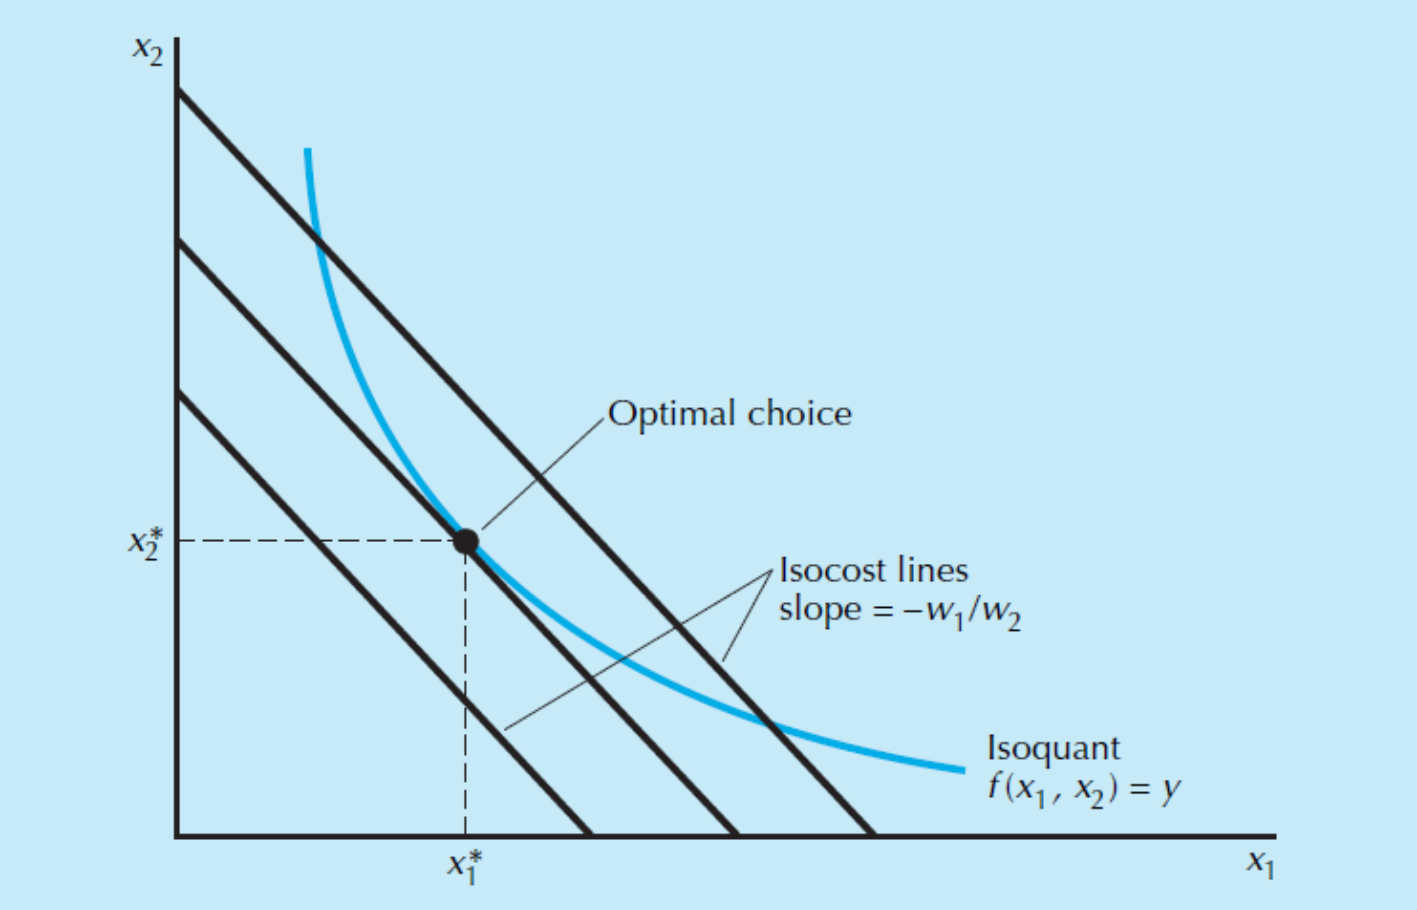 x₂
Optimal choice
x₂*
Isocost lines
slope = –w₁/w₂
Isoquant
f(x₁, x₂) = y
x₁*
x₁